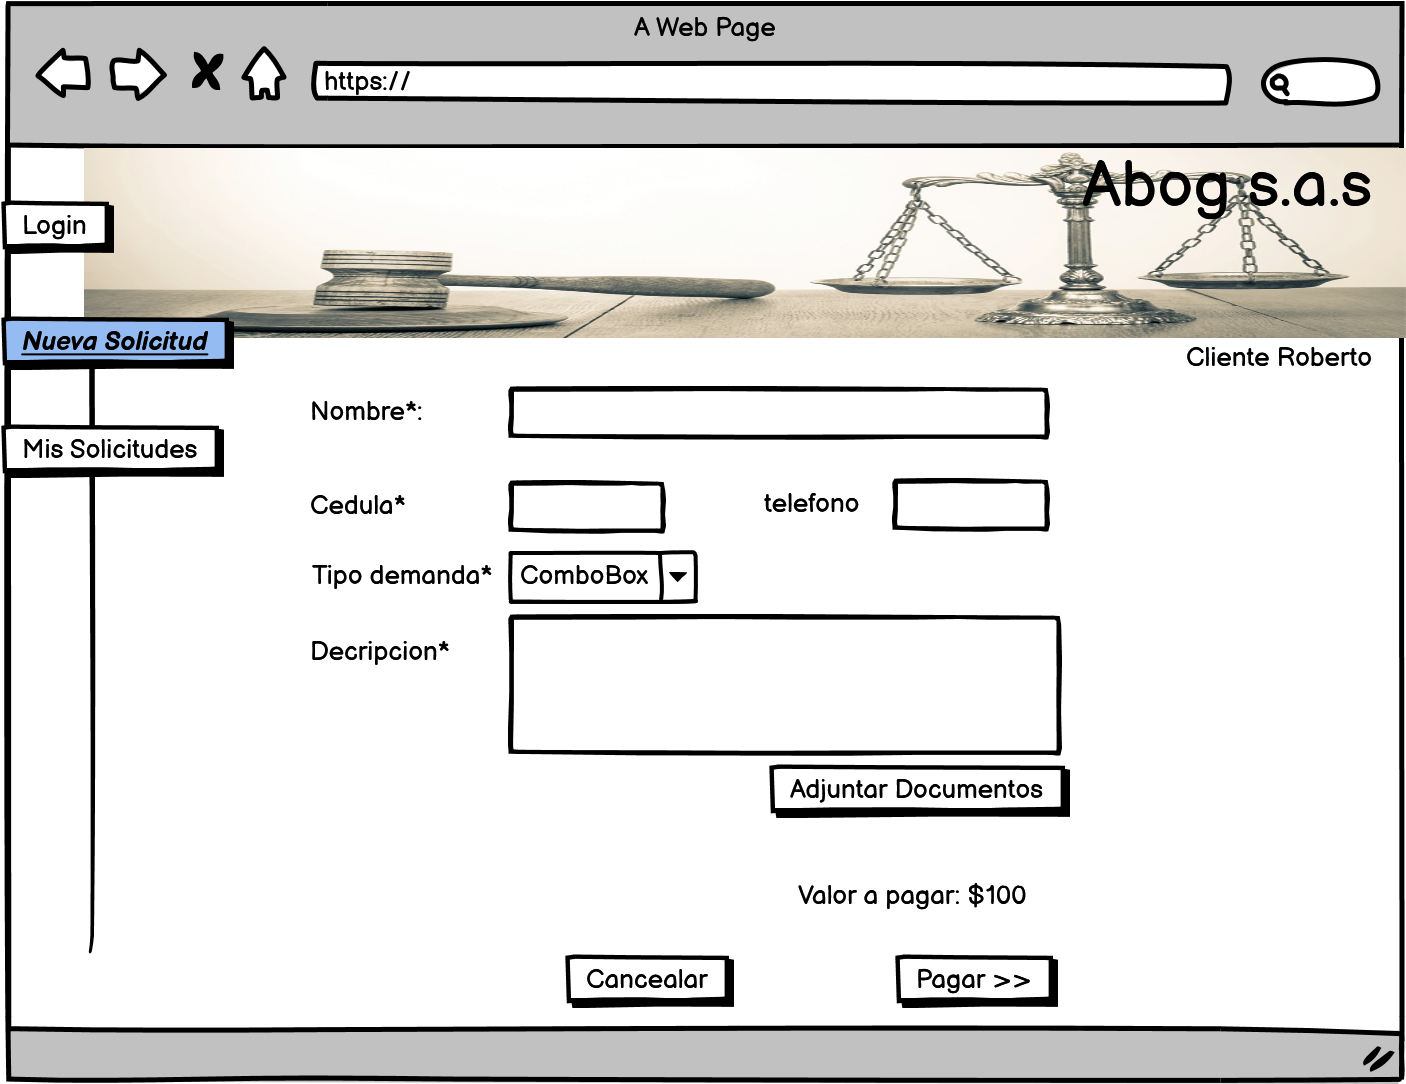 A Web Page
https://
Abog s.a.s
Login
Nueva Solicitud
Cliente Roberto
Nombre*:
Mis Solicitudes
Cedula*
telefono
Tipo demanda*
ComboBox
Decripcion*
Adjuntar Documentos
Valor a pagar: $100
Cancealar
Pagar >>